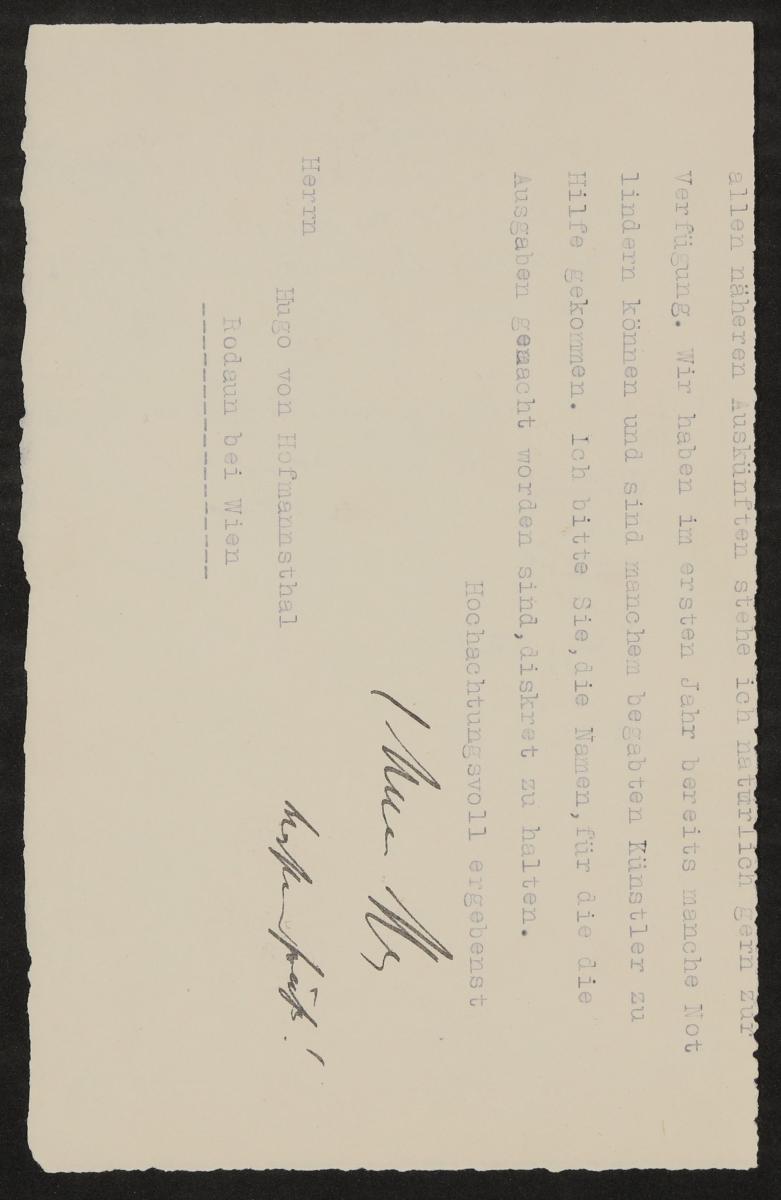 allen näheren Auskünften stehe ich natürlich gern zur
Verfügung. Wir haben im ersten Jahr bereits manche Not
lindern können und sind manchem begabten Künstler zu
Hilfe gekommen. Ich bitte Sie,die Namen,für die die
Ausgaben gemacht worden sind,diskret zu halten.
Hochachtungsvoll ergebenst
Herrn
Hugo von Hofmannsthal
Rodaun bei Wien